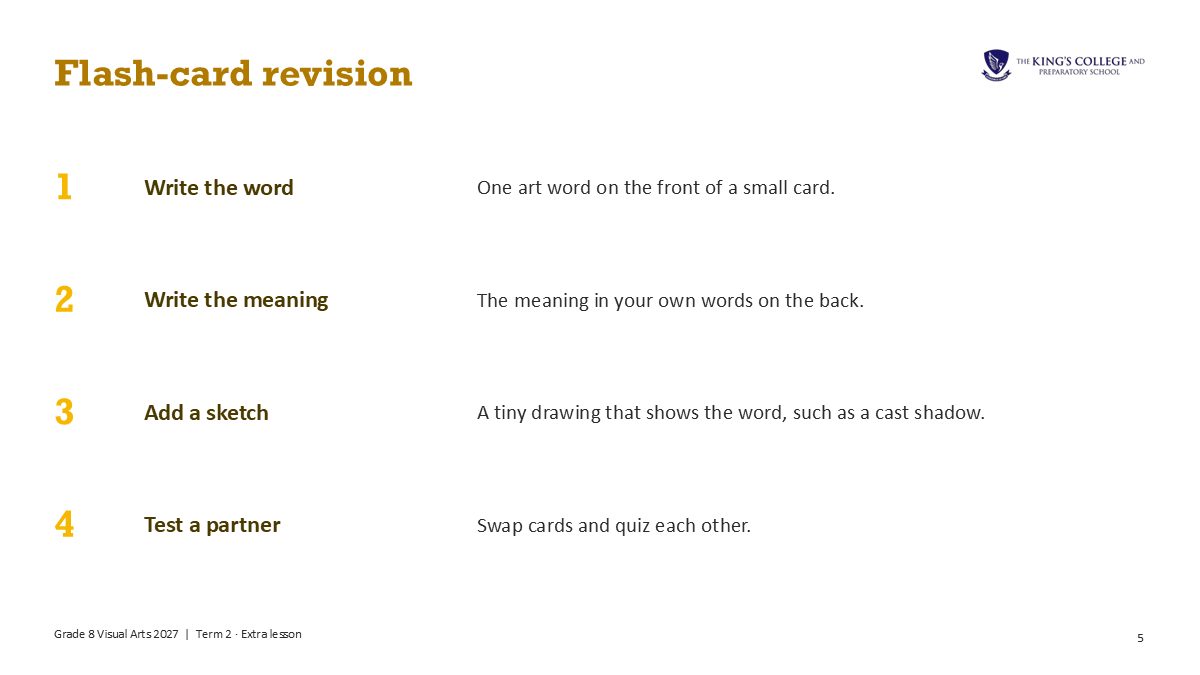 Flash-card revision
THE KING'S COLLEGE AND
PREPARATORY SCHOOL
1 Write the word One art word on the front of a small card.
2 Write the meaning The meaning in your own words on the back.
3 Add a sketch A tiny drawing that shows the word, such as a cast shadow.
4 Test a partner Swap cards and quiz each other.
Grade 8 Visual Arts 2027 | Term 2 · Extra lesson
5